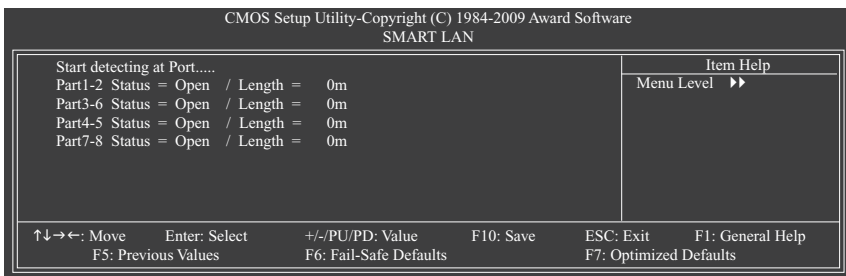 CMOS Setup Utility-Copyright (C) 1984-2009 Award Software
SMART LAN
Start detecting at Port.....
Part1-2 Status = Open / Length = 0m
Part3-6 Status = Open / Length = 0m
Part4-5 Status = Open / Length = 0m
Part7-8 Status = Open / Length = 0m
Item Help
Menu Level ▶▶
↑↓→←: Move Enter: Select +/-/PU/PD: Value F10: Save ESC: Exit F1: General Help
F5: Previous Values F6: Fail-Safe Defaults F7: Optimized Defaults